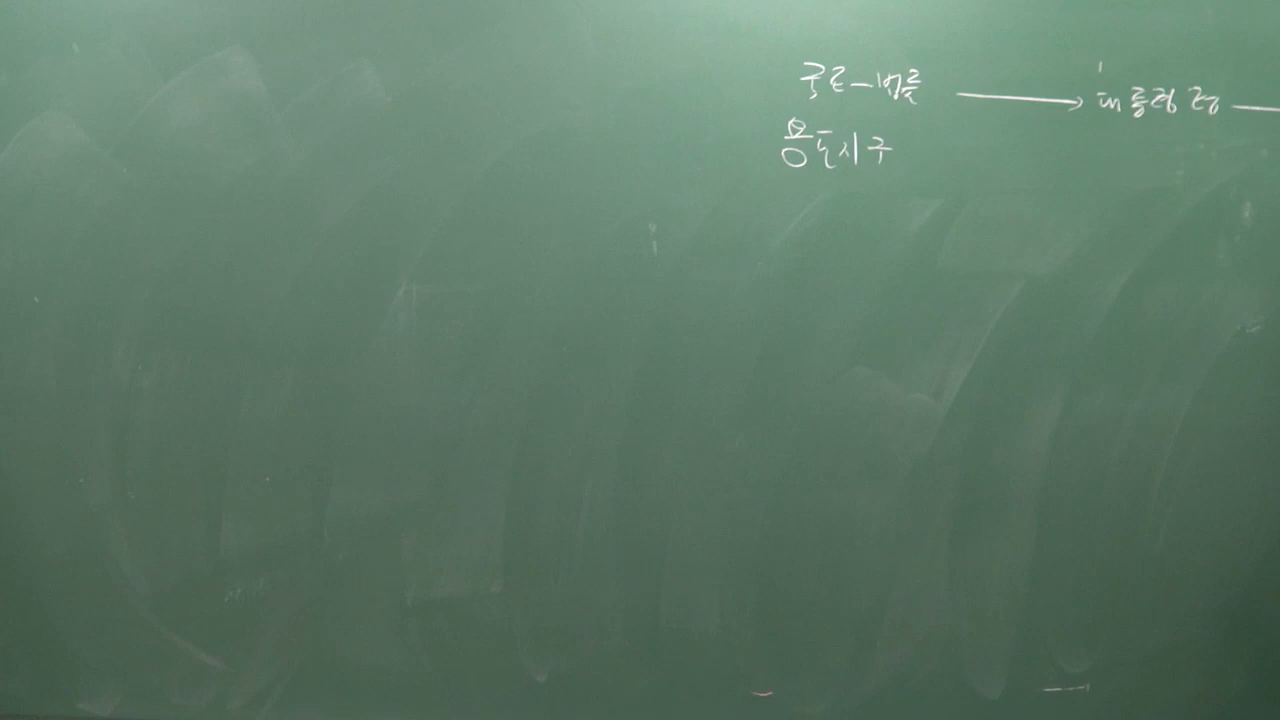 국토-법률 → 대통령령 —
용도지구